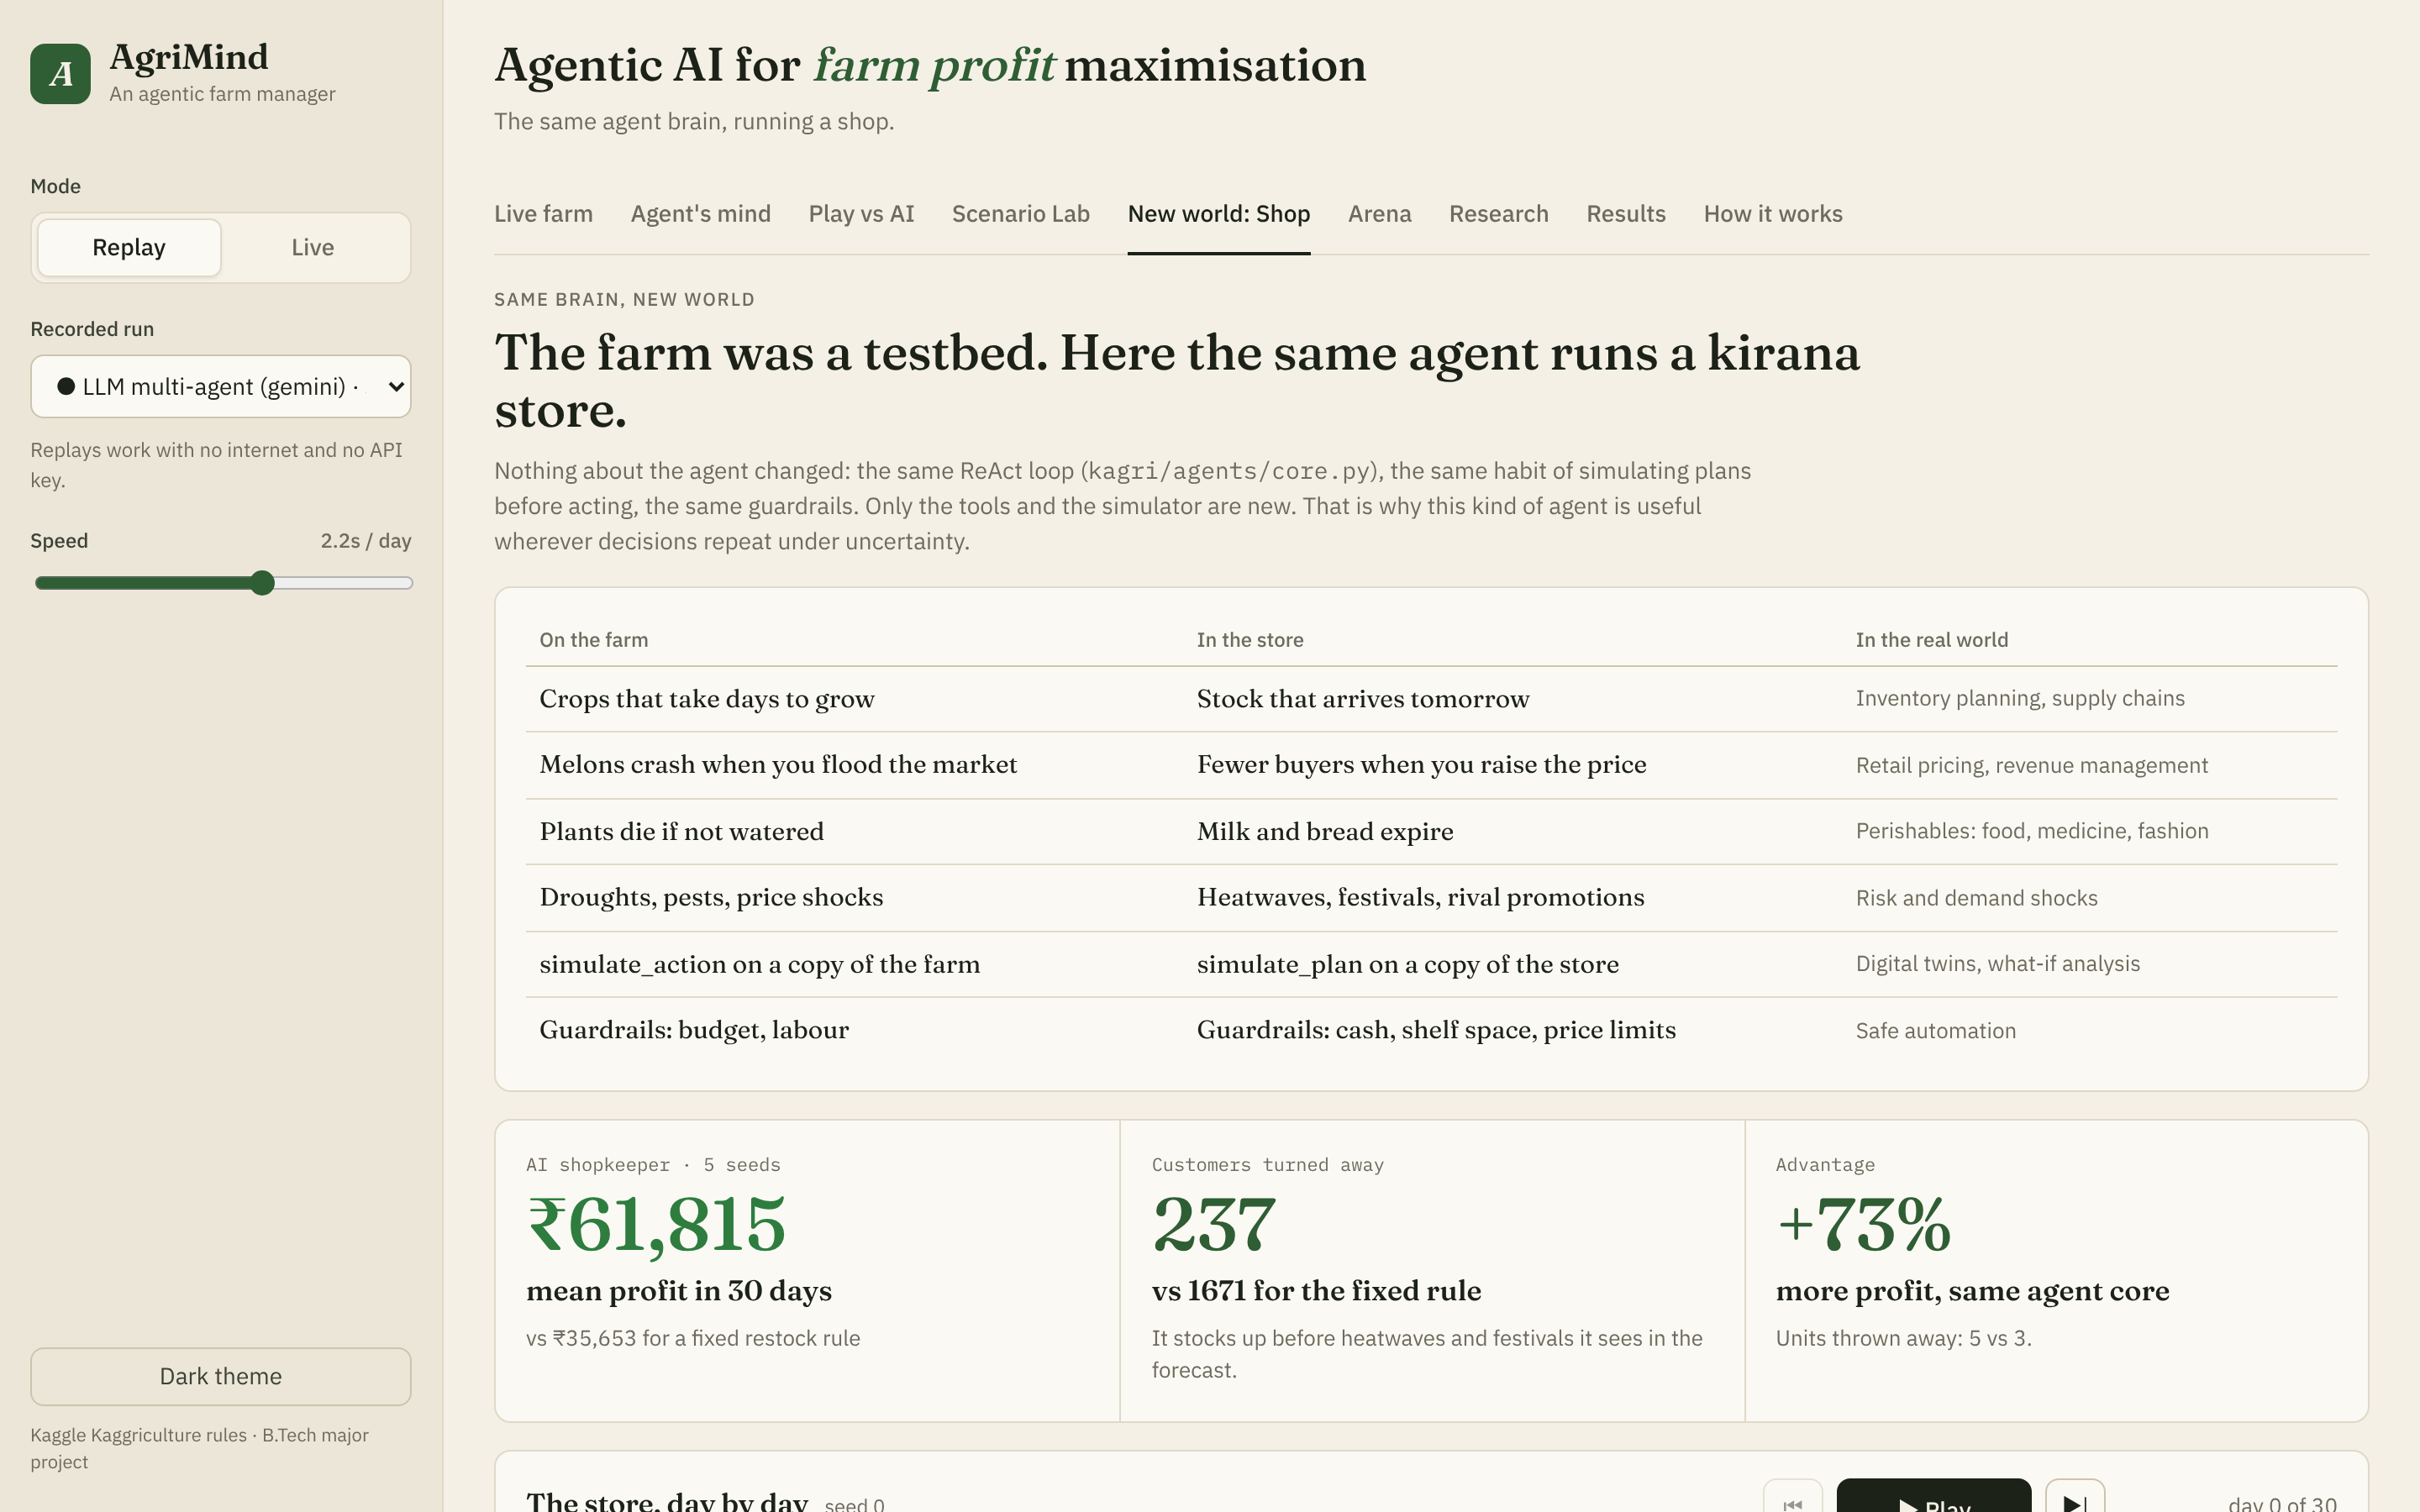 A
AgriMind
An agentic farm manager
Mode
Replay
Live
Recorded run
● LLM multi-agent (gemini) ·
Replays work with no internet and no API
key.
Speed
2.2s / day
Dark theme
Kaggle Kaggriculture rules · B.Tech major
project
Agentic AI for farm profit maximisation
The same agent brain, running a shop.
Live farm
Agent's mind
Play vs AI
Scenario Lab
New world: Shop
Arena
Research
Results
How it works
SAME BRAIN, NEW WORLD
The farm was a testbed. Here the same agent runs a kirana
store.
Nothing about the agent changed: the same ReAct loop (kagri/agents/core.py), the same habit of simulating plans
before acting, the same guardrails. Only the tools and the simulator are new. That is why this kind of agent is useful
wherever decisions repeat under uncertainty.
On the farm
In the store
In the real world
Crops that take days to grow
Stock that arrives tomorrow
Inventory planning, supply chains
Melons crash when you flood the market
Fewer buyers when you raise the price
Retail pricing, revenue management
Plants die if not watered
Milk and bread expire
Perishables: food, medicine, fashion
Droughts, pests, price shocks
Heatwaves, festivals, rival promotions
Risk and demand shocks
simulate_action on a copy of the farm
simulate_plan on a copy of the store
Digital twins, what-if analysis
Guardrails: budget, labour
Guardrails: cash, shelf space, price limits
Safe automation
AI shopkeeper · 5 seeds
₹61,815
mean profit in 30 days
vs ₹35,653 for a fixed restock rule
Customers turned away
237
vs 1671 for the fixed rule
It stocks up before heatwaves and festivals it sees in the
forecast.
Advantage
+73%
more profit, same agent core
Units thrown away: 5 vs 3.
The store, day by day
seed 0
▶ Play
day 0 of 30